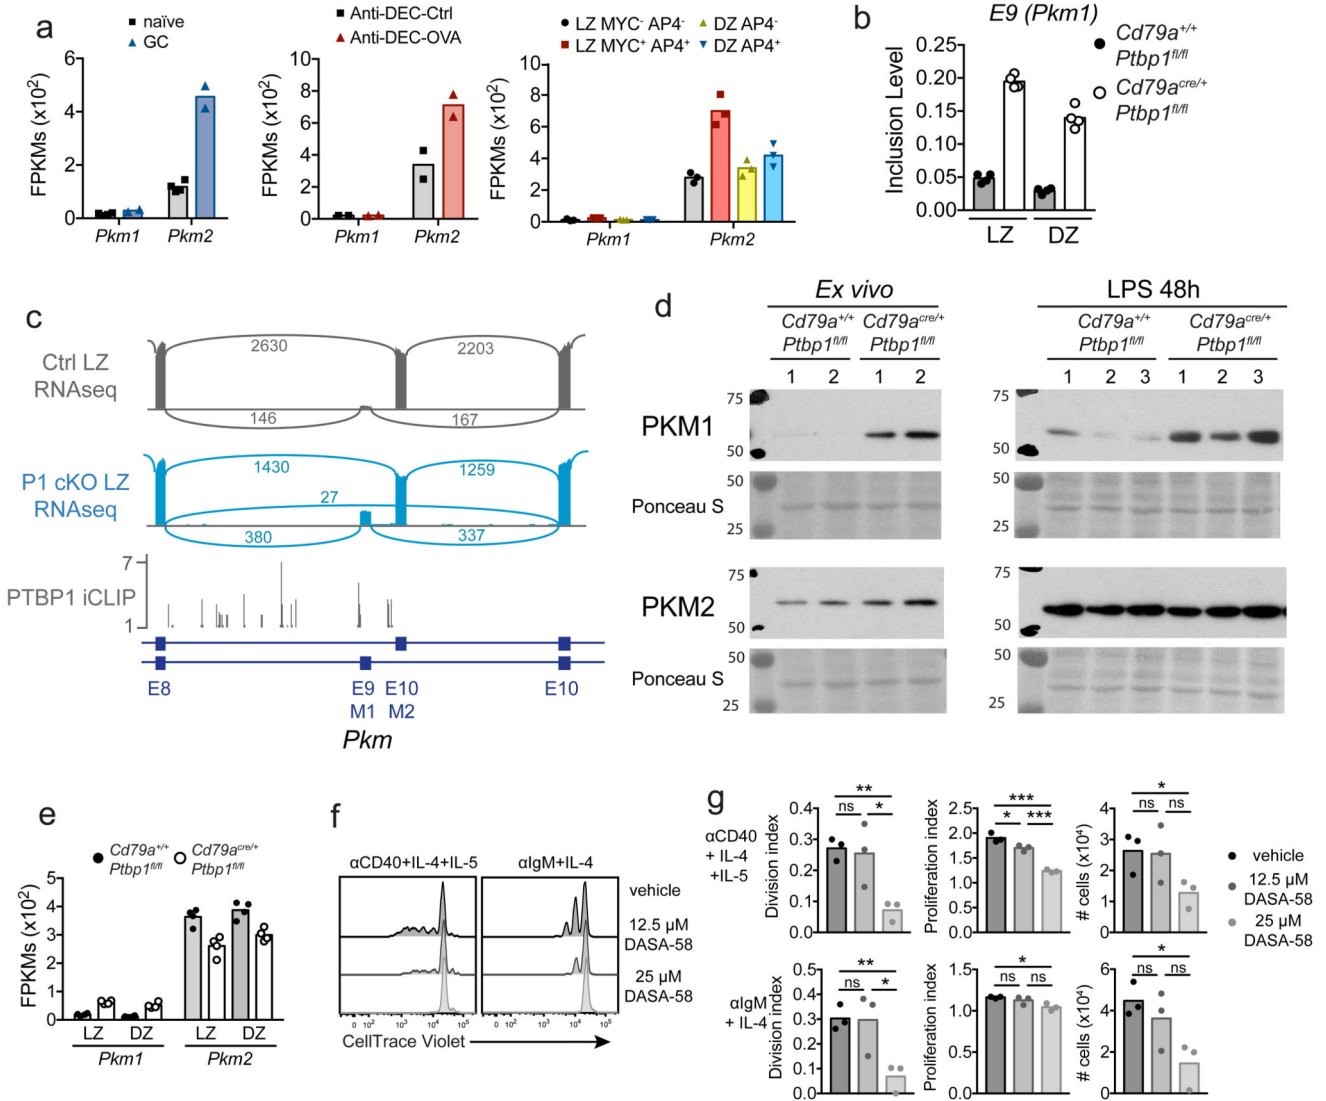 a
naïve
GC
FPKMs (x10²)
6
4
2
0
Pkm1
Pkm2
Anti-DEC-Ctrl
Anti-DEC-OVA
FPKMs (x10²)
10
8
6
4
2
0
Pkm1
Pkm2
LZ MYC⁻ AP4⁻
DZ AP4⁻
LZ MYC⁺ AP4⁺
DZ AP4⁺
FPKMs (x10²)
10
8
6
4
2
0
Pkm1
Pkm2
b
E9 (Pkm1)
Inclusion Level
0.25
0.20
0.15
0.10
0.05
0.00
LZ
DZ
Cd79a+/+
Ptbp1fl/fl
Cd79acre/+
Ptbp1fl/fl
c
Ctrl LZ
RNAseq
2630
2203
146
167
P1 cKO LZ
RNAseq
1430
1259
27
380
337
7
PTBP1 iCLIP
1
E8
E9
E10
E10
M1
M2
Pkm
d
Ex vivo
LPS 48h
Cd79a+/+ Cd79acre/+
Ptbp1fl/fl Ptbp1fl/fl
Cd79a+/+ Cd79acre/+
Ptbp1fl/fl Ptbp1fl/fl
1 2 1 2
1 2 3 1 2 3
PKM1
75
50
75
50
Ponceau S
50
25
50
25
PKM2
75
50
75
50
Ponceau S
50
25
50
25
e
Cd79a+/+ Cd79acre/+
Ptbp1fl/fl Ptbp1fl/fl
FPKMs (x10²)
5
4
3
2
1
0
LZ DZ LZ DZ
Pkm1 Pkm2
f
αCD40+IL-4+IL-5
αIgM+IL-4
vehicle
12.5 µM
DASA-58
25 µM
DASA-58
0 10² 10³ 10⁴ 10⁵
0 10² 10³ 10⁴ 10⁵
CellTrace Violet
g
αCD40
+ IL-4
+IL-5
Division index
0.4
0.3
0.2
0.1
0.0
**
ns *
Proliferation index
2.5
2.0
1.5
1.0
0.5
0.0
***
* ***
# cells (x10⁴)
4
3
2
1
0
*
ns ns
vehicle
12.5 µM
DASA-58
25 µM
DASA-58
αIgM
+ IL-4
Division index
0.5
0.4
0.3
0.2
0.1
0.0
**
ns *
Proliferation index
1.5
1.0
0.5
0.0
*
ns ns
# cells (x10⁴)
6
4
2
0
*
ns ns